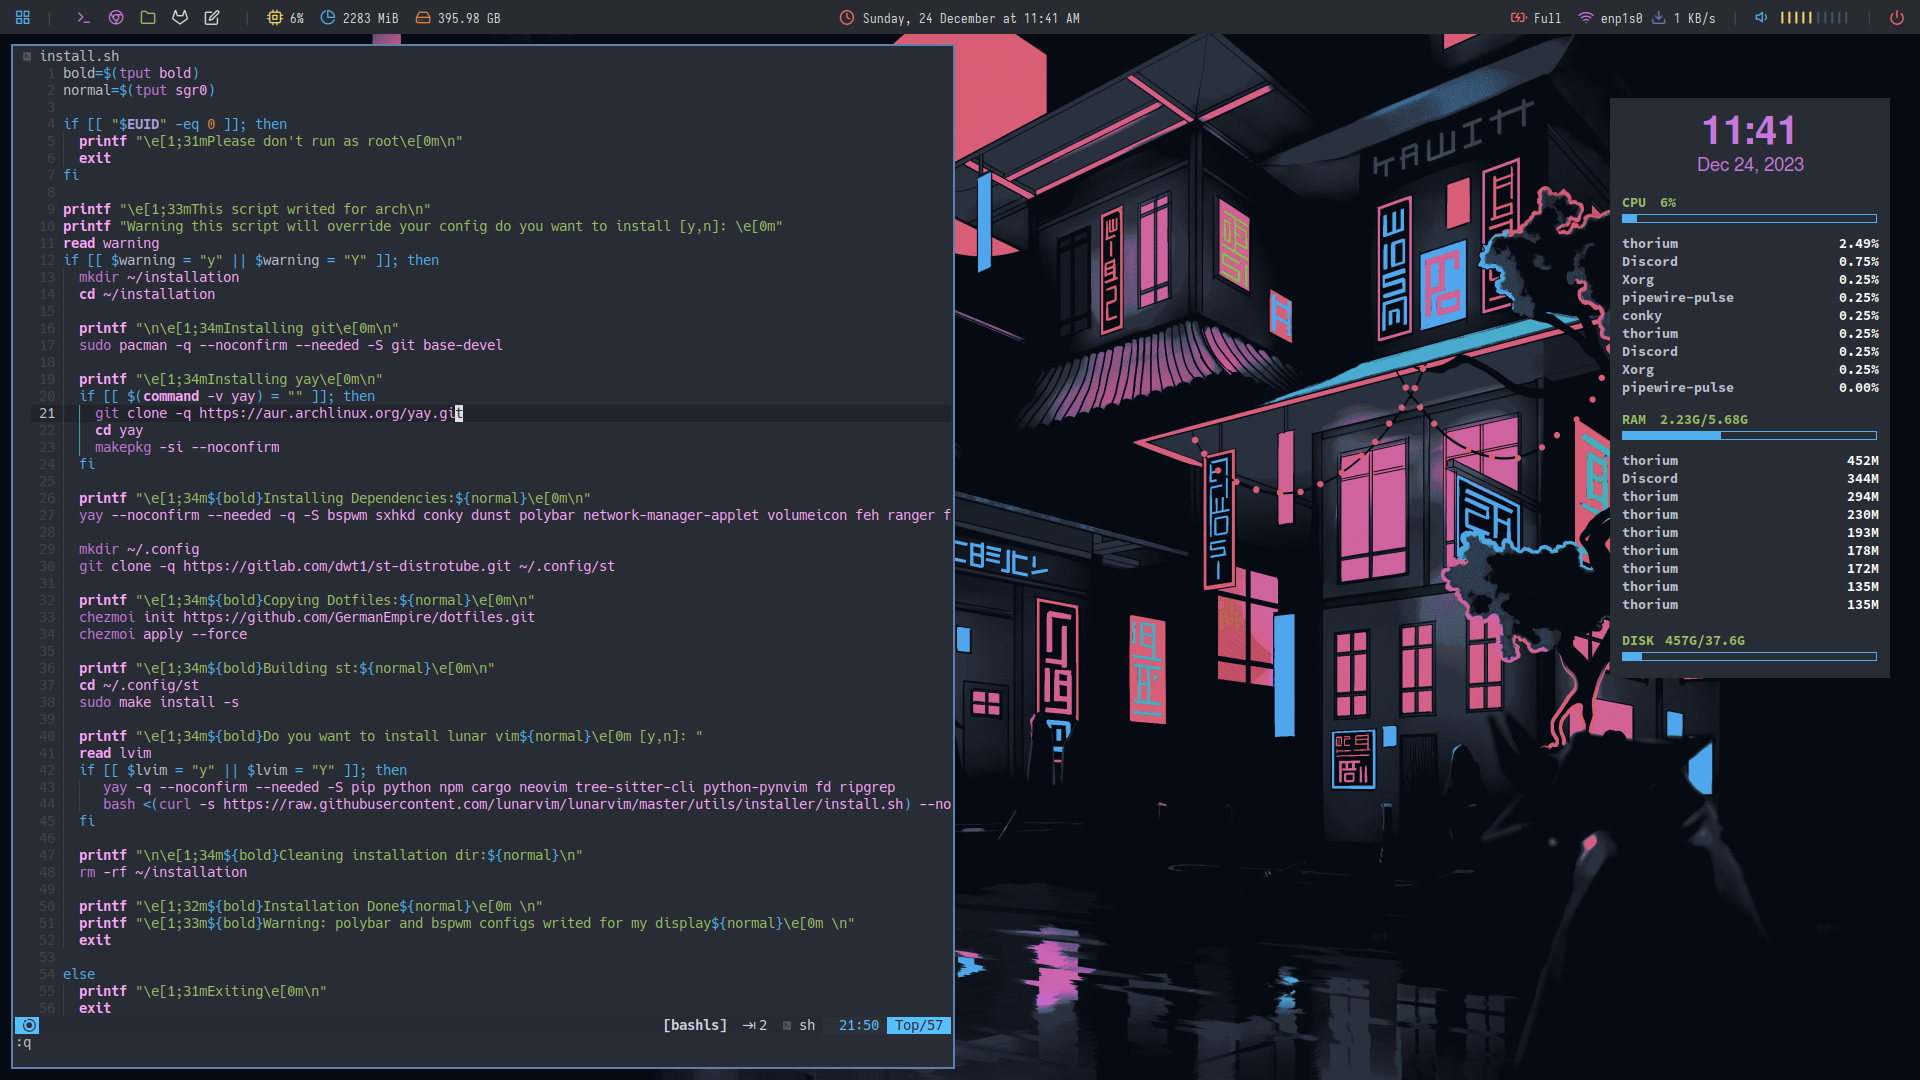 6% 2283 MiB 395.98 GB Sunday, 24 December at 11:41 AM Full enp1s0 1 KB/s
install.sh
1 bold=$(tput bold)
2 normal=$(tput sgr0)
3
4 if [[ "$EUID" -eq 0 ]]; then
5 printf "\e[1;31mPlease don't run as root\e[0m\n"
6 exit
7 fi
8
9 printf "\e[1;33mThis script writed for arch\n"
10 printf "Warning this script will override your config do you want to install [y,n]: \e[0m"
11 read warning
12 if [[ $warning = "y" || $warning = "Y" ]]; then
13 mkdir ~/installation
14 cd ~/installation
15
16 printf "\n\e[1;34mInstalling git\e[0m\n"
17 sudo pacman -q --noconfirm --needed -S git base-devel
18
19 printf "\e[1;34mInstalling yay\e[0m\n"
20 if [[ $(command -v yay) = "" ]]; then
21 git clone -q https://aur.archlinux.org/yay.git
22 cd yay
23 makepkg -si --noconfirm
24 fi
25
26 printf "\e[1;34m${bold}Installing Dependencies:${normal}\e[0m\n"
27 yay --noconfirm --needed -q -S bspwm sxhkd conky dunst polybar network-manager-applet volumeicon feh ranger f
28
29 mkdir ~/.config
30 git clone -q https://gitlab.com/dwt1/st-distrotube.git ~/.config/st
31
32 printf "\e[1;34m${bold}Copying Dotfiles:${normal}\e[0m\n"
33 chezmoi init https://github.com/GermanEmpire/dotfiles.git
34 chezmoi apply --force
35
36 printf "\e[1;34m${bold}Building st:${normal}\e[0m\n"
37 cd ~/.config/st
38 sudo make install -s
39
40 printf "\e[1;34m${bold}Do you want to install lunar vim${normal}\e[0m [y,n]: "
41 read lvim
42 if [[ $lvim = "y" || $lvim = "Y" ]]; then
43 yay -q --noconfirm --needed -S pip python npm cargo neovim tree-sitter-cli python-pynvim fd ripgrep
44 bash <(curl -s https://raw.githubusercontent.com/lunarvim/lunarvim/master/utils/installer/install.sh) --no
45 fi
46
47 printf "\n\e[1;34m${bold}Cleaning installation dir:${normal}\n"
48 rm -rf ~/installation
49
50 printf "\e[1;32m${bold}Installation Done${normal}\e[0m \n"
51 printf "\e[1;33m${bold}Warning: polybar and bspwm configs writed for my display${normal}\e[0m \n"
52 exit
53
54 else
55 printf "\e[1;31mExiting\e[0m\n"
56 exit
[bashls] 2 sh 21:50 Top/57
:q
11:41
Dec 24, 2023
CPU 6%
thorium 2.49%
Discord 0.75%
Xorg 0.25%
pipewire-pulse 0.25%
conky 0.25%
thorium 0.25%
Discord 0.25%
Xorg 0.25%
pipewire-pulse 0.00%
RAM 2.23G/5.68G
thorium 452M
Discord 344M
thorium 294M
thorium 230M
thorium 193M
thorium 178M
thorium 172M
thorium 135M
thorium 135M
DISK 457G/37.6G